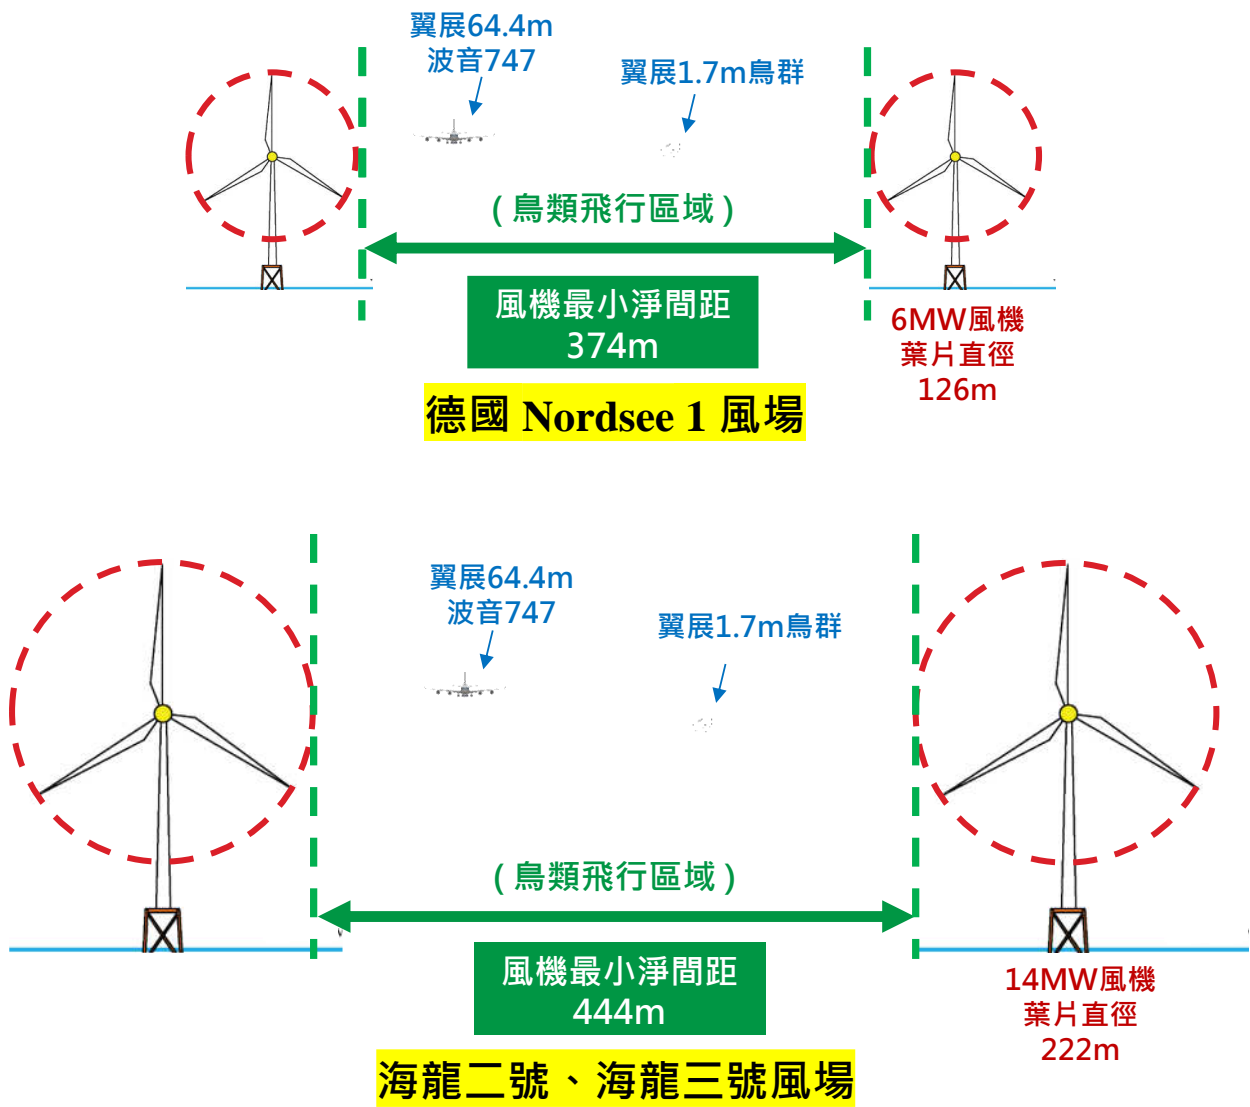 翼展64.4m
波音747
翼展1.7m鳥群
(鳥類飛行區域)
風機最小淨間距
374m
6MW風機
葉片直徑
126m
德國 Nordsee 1 風場
翼展64.4m
波音747
翼展1.7m鳥群
(鳥類飛行區域)
風機最小淨間距
444m
14MW風機
葉片直徑
222m
海龍二號、海龍三號風場